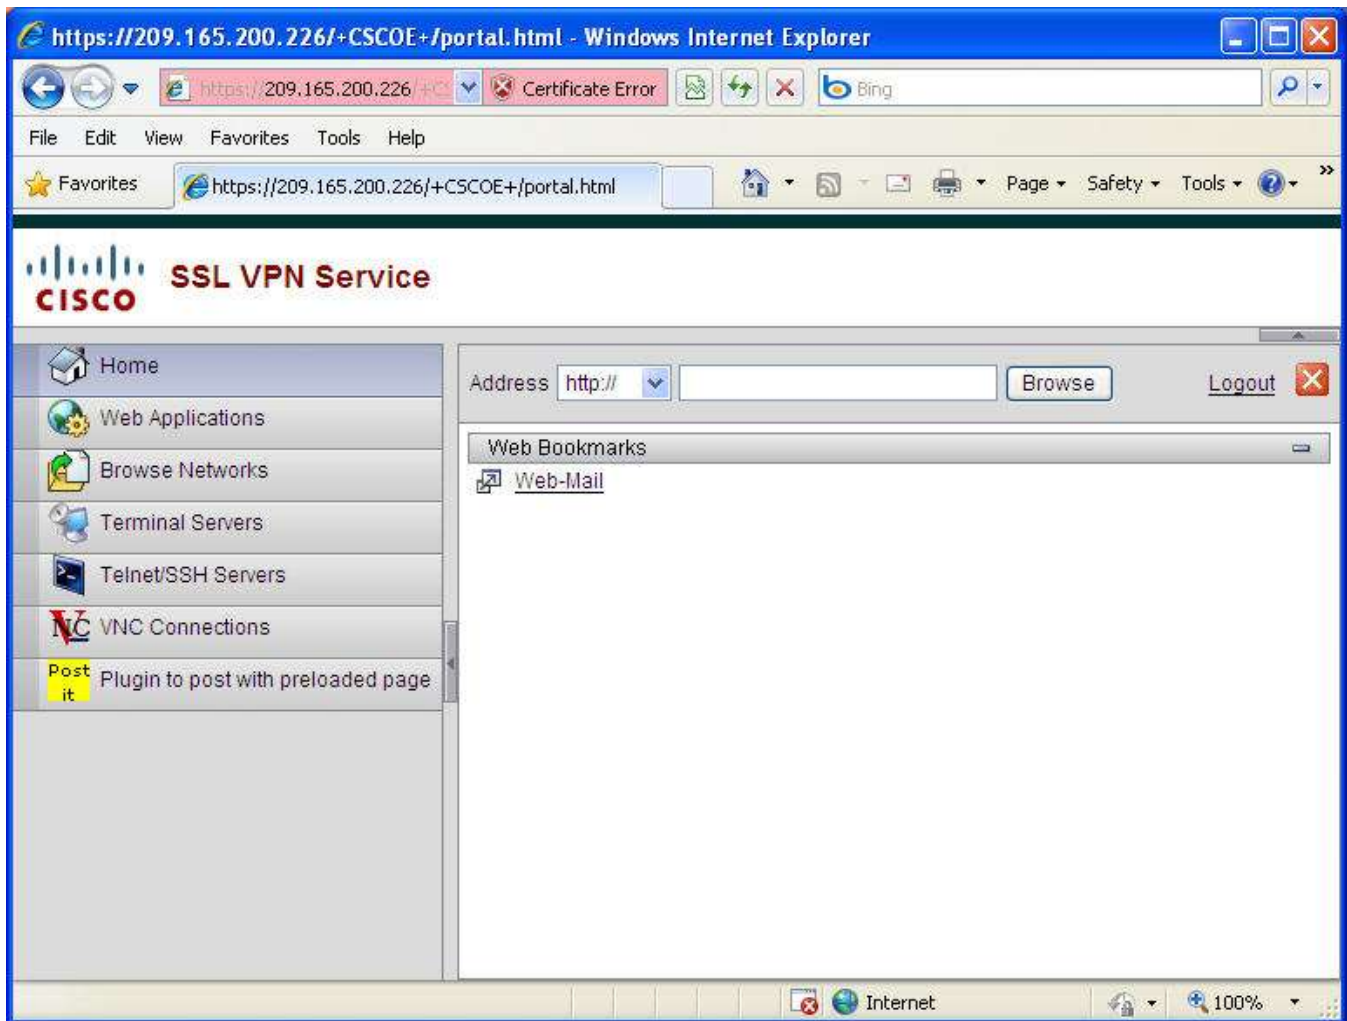 https://209.165.200.226/+CSCOE+/portal.html - Windows Internet Explorer
https://209.165.200.226/+CS Certificate Error Bing
File Edit View Favorites Tools Help
Favorites https://209.165.200.226/+CSCOE+/portal.html Page Safety Tools »
CISCO SSL VPN Service
Home
Address http:// Browse Logout
Web Applications
Web Bookmarks
Browse Networks
Web-Mail
Terminal Servers
Telnet/SSH Servers
VNC VNC Connections
Post it Plugin to post with preloaded page
Internet 100%